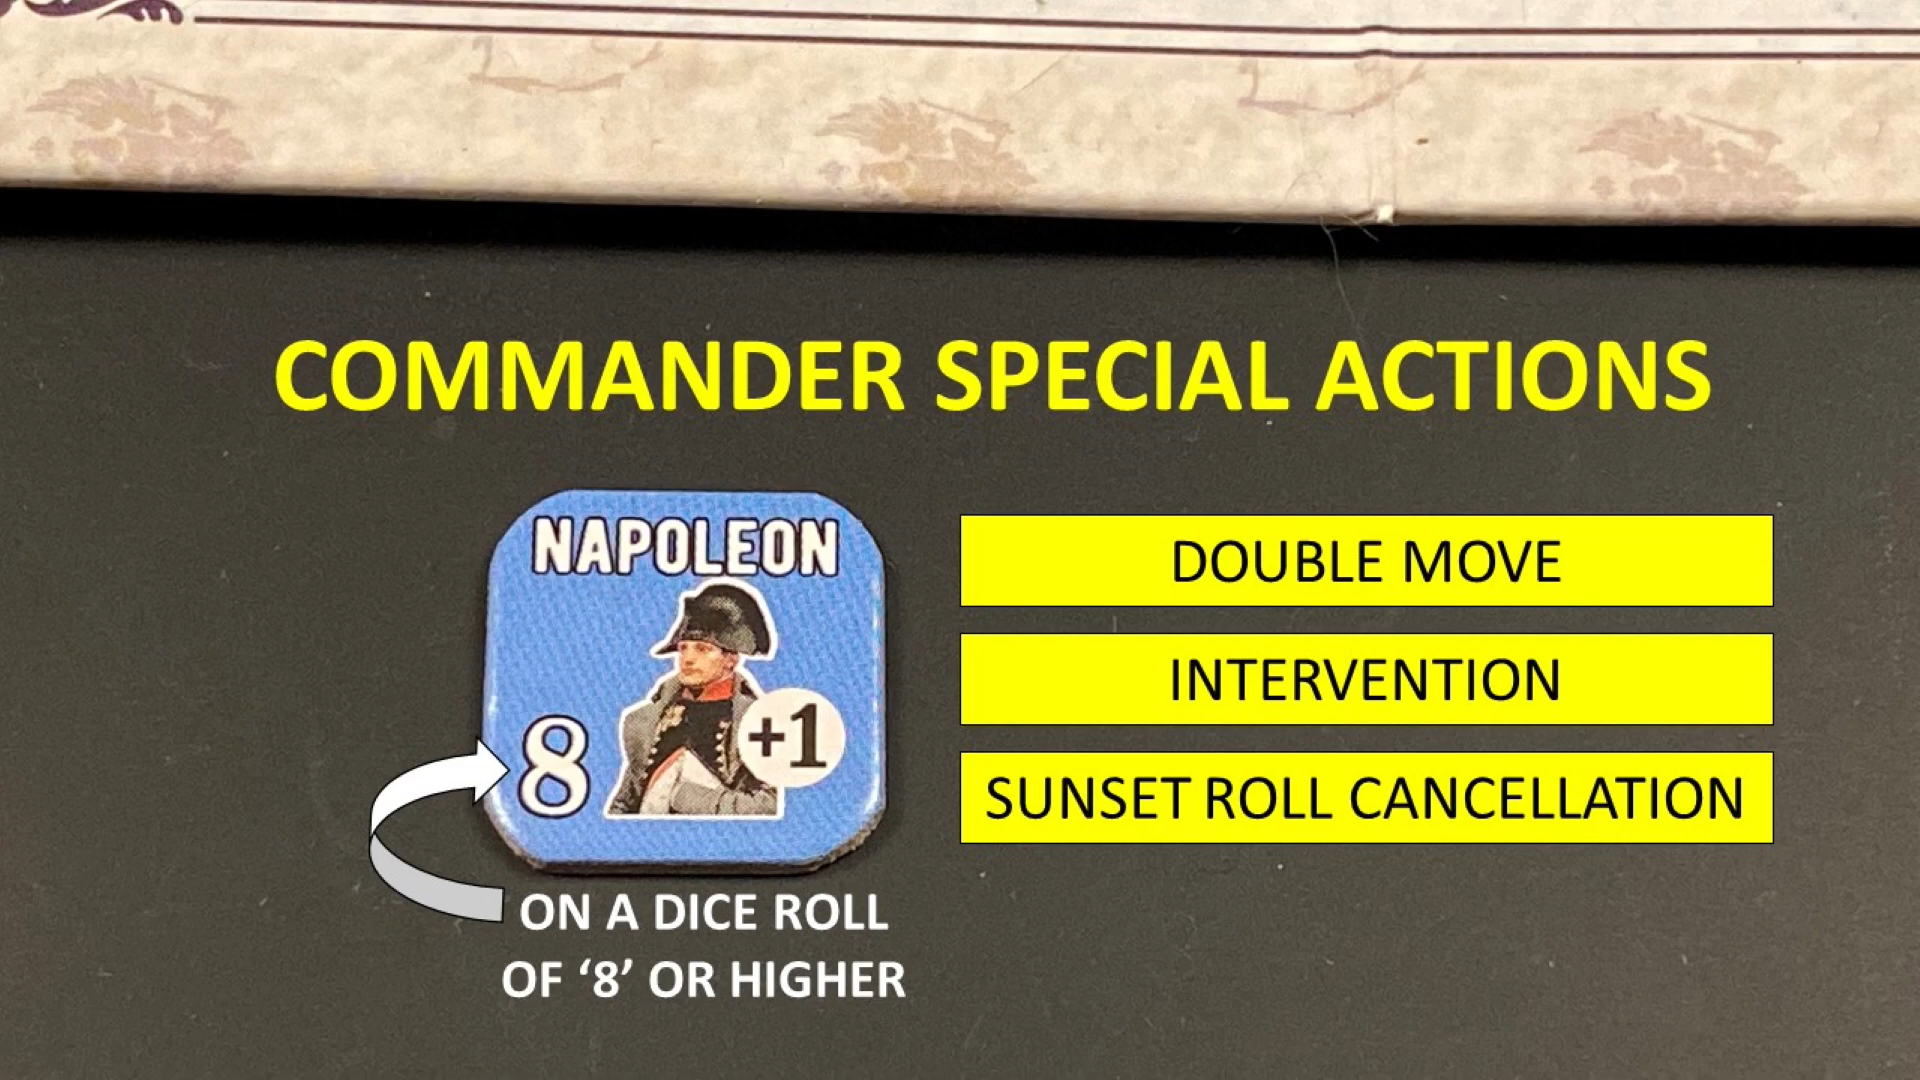 COMMANDER SPECIAL ACTIONS
NAPOLEON
8
+1
DOUBLE MOVE
INTERVENTION
SUNSET ROLL CANCELLATION
ON A DICE ROLL
OF ‘8’ OR HIGHER